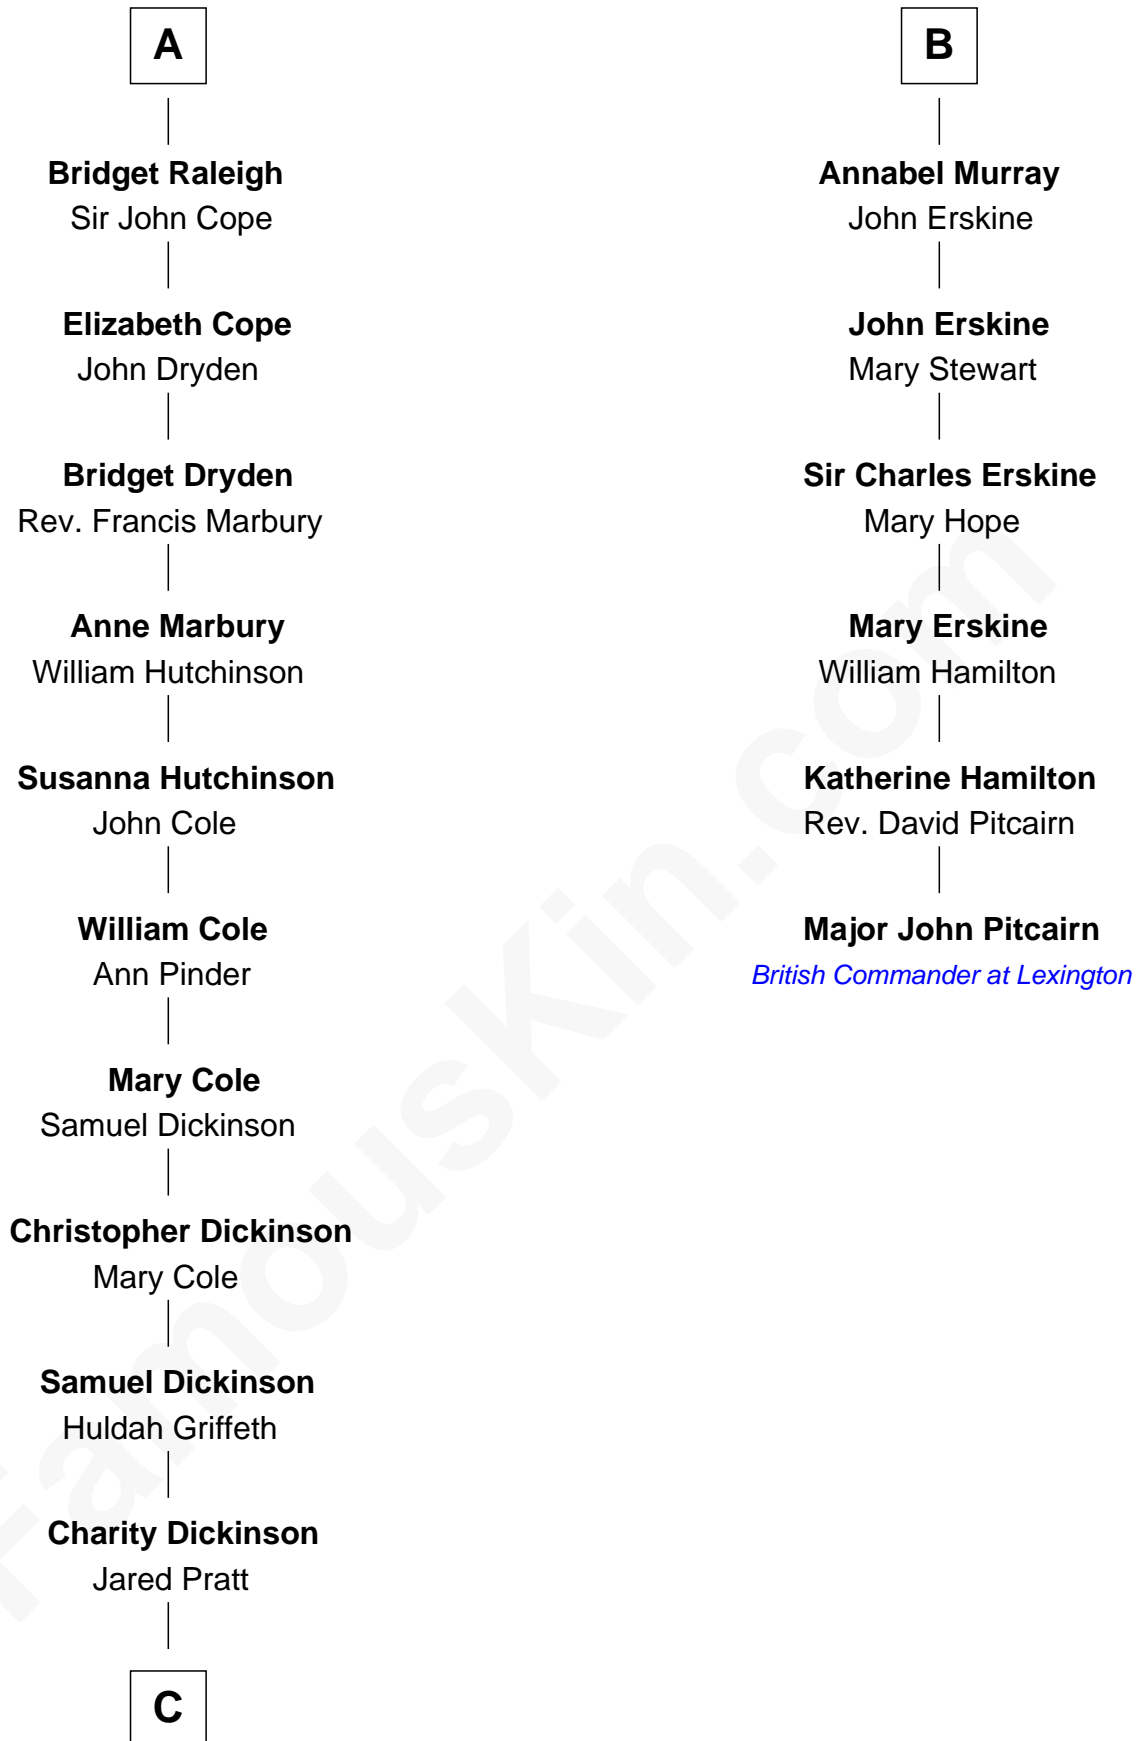 A
Bridget Raleigh
Sir John Cope
Elizabeth Cope
John Dryden
Bridget Dryden
Rev. Francis Marbury
Anne Marbury
William Hutchinson
Susanna Hutchinson
John Cole
William Cole
Ann Pinder
Mary Cole
Samuel Dickinson
Christopher Dickinson
Mary Cole
Samuel Dickinson
Huldah Griffeth
Charity Dickinson
Jared Pratt
C
B
Annabel Murray
John Erskine
John Erskine
Mary Stewart
Sir Charles Erskine
Mary Hope
Mary Erskine
William Hamilton
Katherine Hamilton
Rev. David Pitcairn
Major John Pitcairn
British Commander at Lexington
FamousKin.com